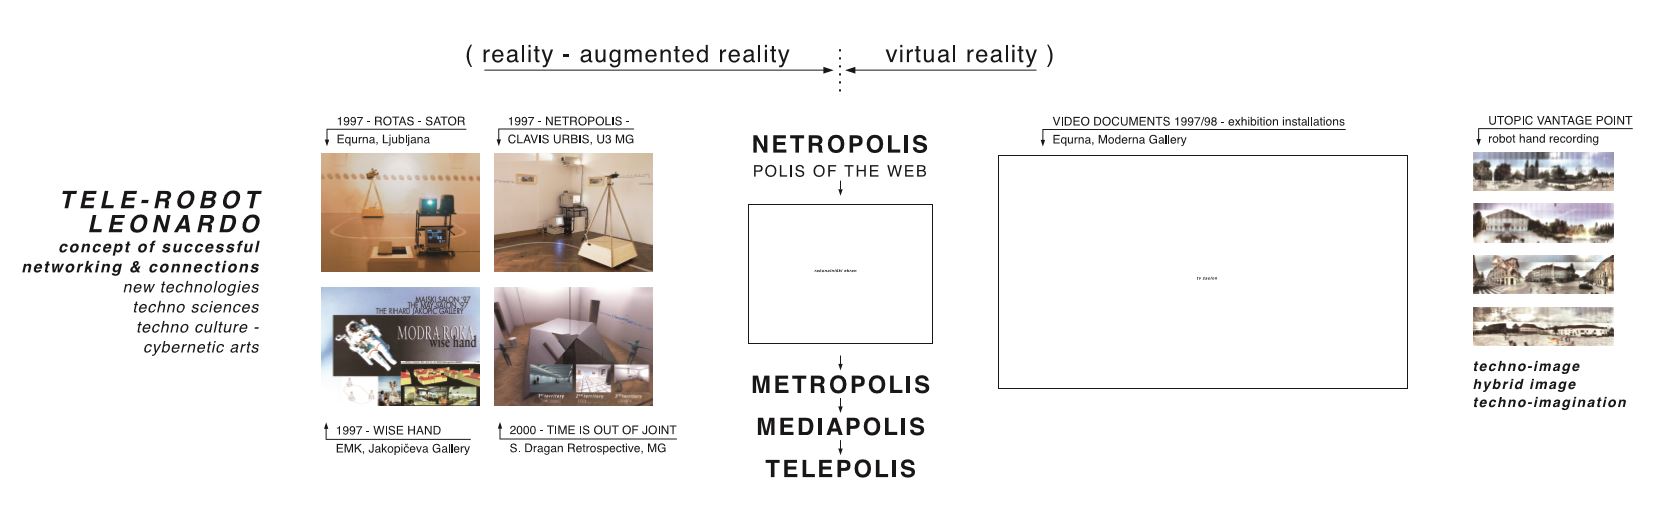 ( reality - augmented reality
virtual reality )
TELE-ROBOT
LEONARDO
concept of successful
networking & connections
new technologies
techno sciences
techno culture -
cybernetic arts
1997 - ROTAS - SATOR
Equrna, Ljubljana
1997 - NETROPOLIS -
CLAVIS URBIS, U3 MG
MAJSKI SALON '97
THE MAY-SALON '97
THE RIHARD JAKOPIC GALLERY
MODRA ROKA
wise hand
1st territory
2nd territory
3rd territory
1997 - WISE HAND
EMK, Jakopičeva Gallery
2000 - TIME IS OUT OF JOINT
S. Dragan Retrospective, MG
NETROPOLIS
POLIS OF THE WEB
računalniški ekran
METROPOLIS
MEDIAPOLIS
TELEPOLIS
VIDEO DOCUMENTS 1997/98 - exhibition installations
Equrna, Moderna Gallery
tv zaslon
UTOPIC VANTAGE POINT
robot hand recording
techno-image
hybrid image
techno-imagination